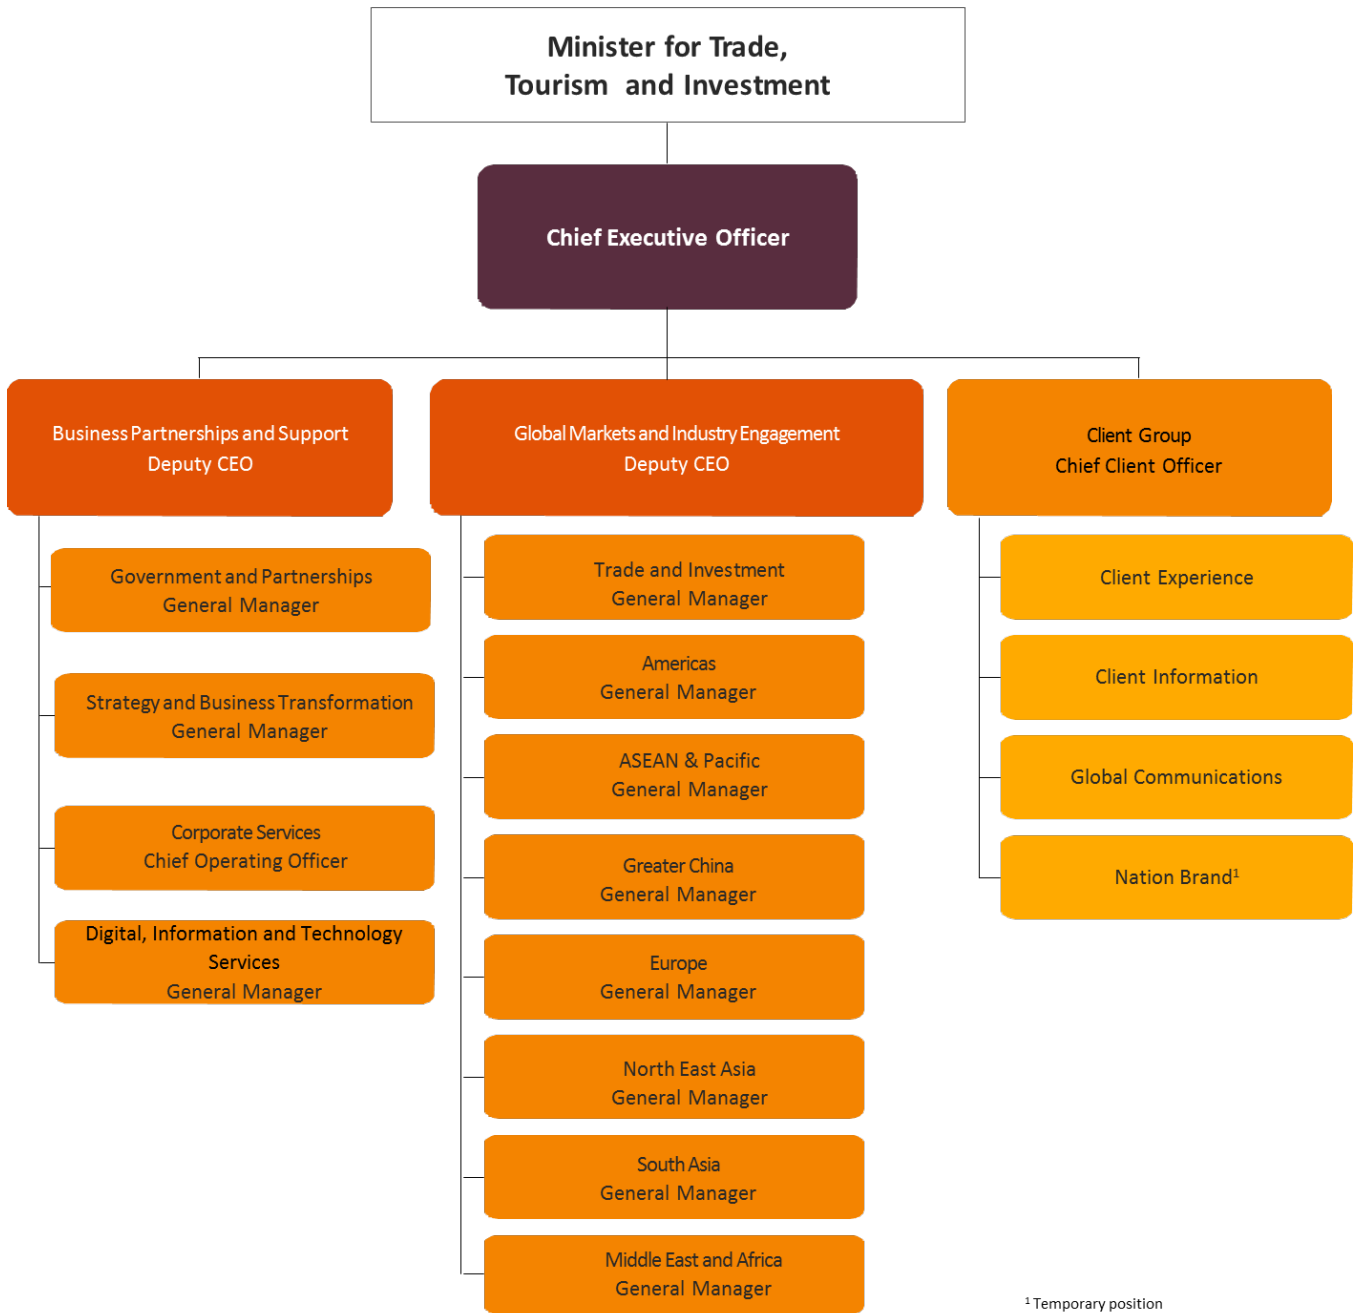 Minister for Trade,
Tourism and Investment
Chief Executive Officer
Business Partnerships and Support
Deputy CEO
Government and Partnerships
General Manager
Strategy and Business Transformation
General Manager
Corporate Services
Chief Operating Officer
Digital, Information and Technology
Services
General Manager
Global Markets and Industry Engagement
Deputy CEO
Trade and Investment
General Manager
Americas
General Manager
ASEAN & Pacific
General Manager
Greater China
General Manager
Europe
General Manager
North East Asia
General Manager
South Asia
General Manager
Middle East and Africa
General Manager
Client Group
Chief Client Officer
Client Experience
Client Information
Global Communications
Nation Brand¹
¹ Temporary position